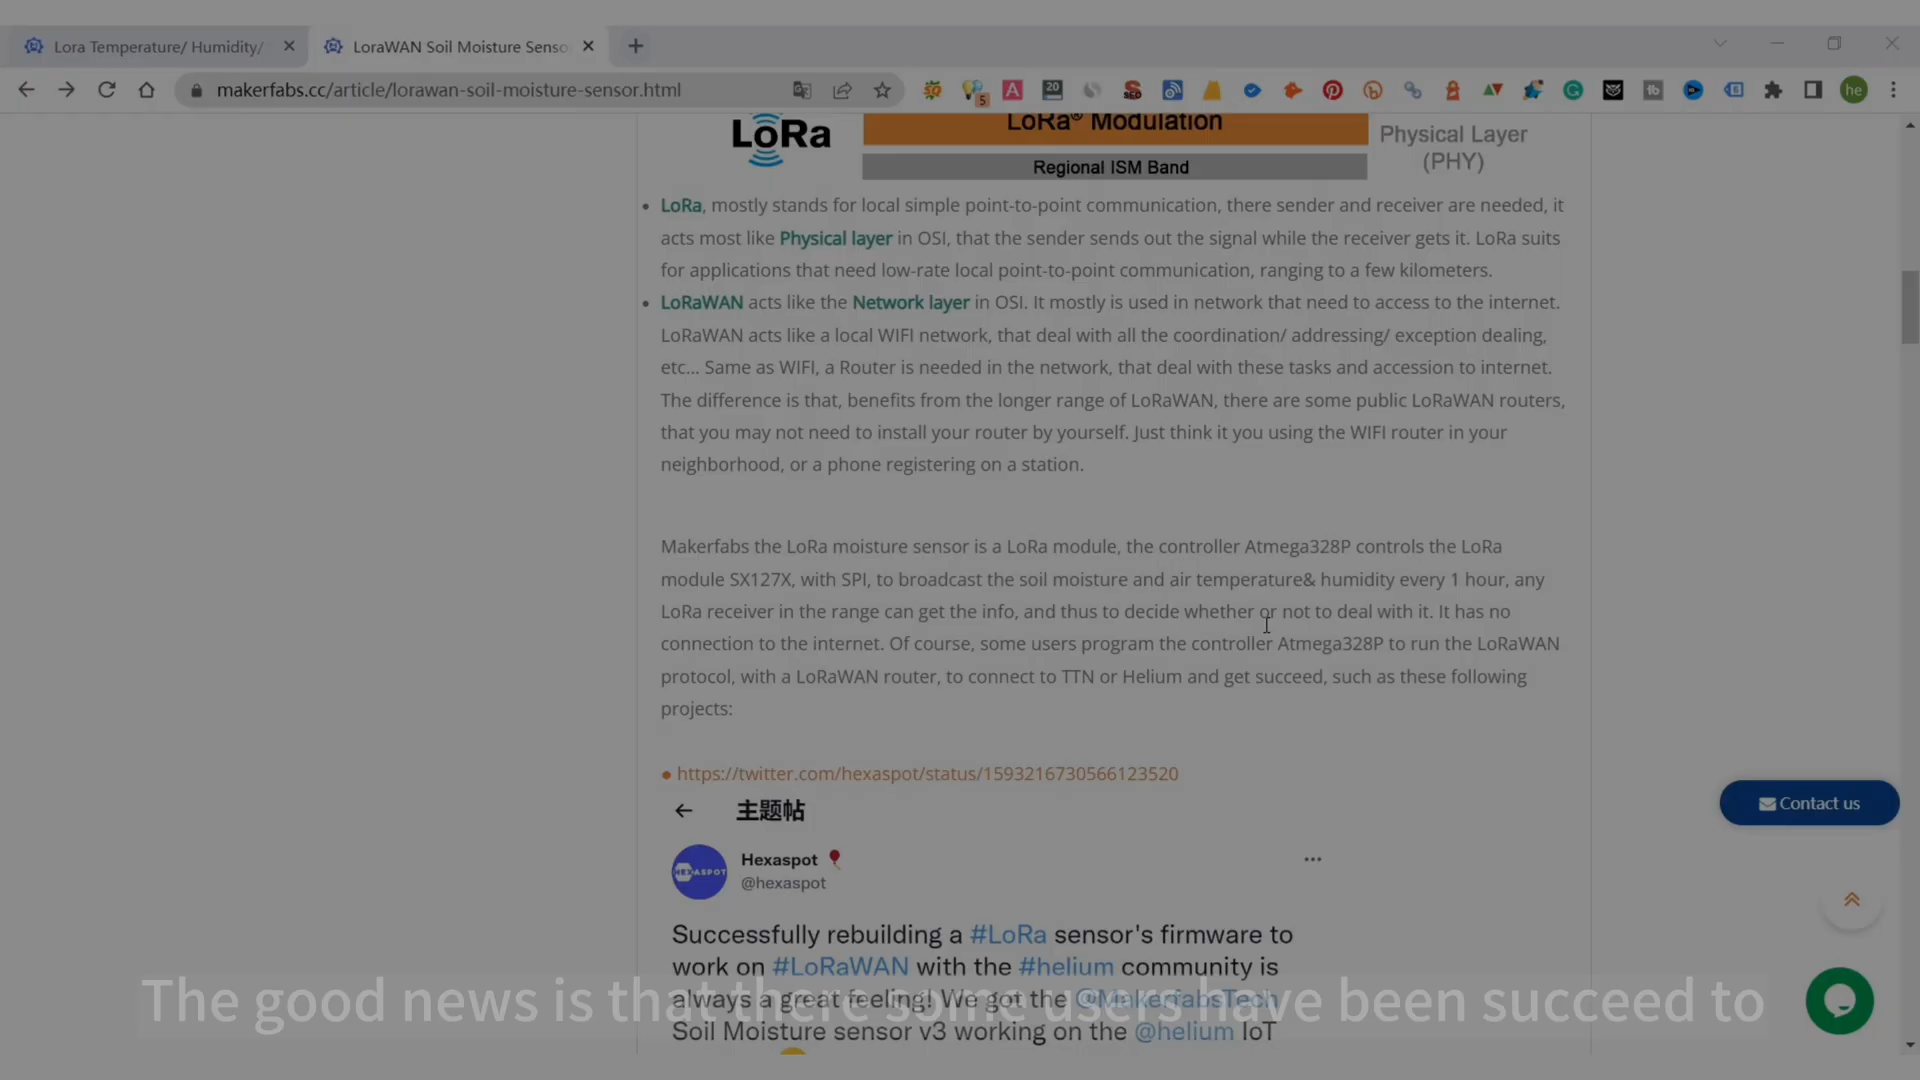 Lora Temperature/ Humidity/
LoraWAN Soil Moisture Senso
makerfabs.cc/article/lorawan-soil-moisture-sensor.html
5
20
he
LoRa
LoRa® Modulation
Regional ISM Band
Physical Layer
(PHY)
• LoRa, mostly stands for local simple point-to-point communication, there sender and receiver are needed, it
acts most like Physical layer in OSI, that the sender sends out the signal while the receiver gets it. LoRa suits
for applications that need low-rate local point-to-point communication, ranging to a few kilometers.
• LoRaWAN acts like the Network layer in OSI. It mostly is used in network that need to access to the internet.
LoRaWAN acts like a local WIFI network, that deal with all the coordination/ addressing/ exception dealing,
etc... Same as WIFI, a Router is needed in the network, that deal with these tasks and accession to internet.
The difference is that, benefits from the longer range of LoRaWAN, there are some public LoRaWAN routers,
that you may not need to install your router by yourself. Just think it you using the WIFI router in your
neighborhood, or a phone registering on a station.
Makerfabs the LoRa moisture sensor is a LoRa module, the controller Atmega328P controls the LoRa
module SX127X, with SPI, to broadcast the soil moisture and air temperature& humidity every 1 hour, any
LoRa receiver in the range can get the info, and thus to decide whether or not to deal with it. It has no
connection to the internet. Of course, some users program the controller Atmega328P to run the LoRaWAN
protocol, with a LoRaWAN router, to connect to TTN or Helium and get succeed, such as these following
projects:
● https://twitter.com/hexaspot/status/1593216730566123520
主题帖
HEXASPOT
Hexaspot
@hexaspot
Successfully rebuilding a #LoRa sensor's firmware to
work on #LoRaWAN with the #helium community is
always a great feeling! We got the @MakerfabsTech
Soil Moisture sensor v3 working on the @helium IoT
The good news is that there some users have been succeed to
Contact us